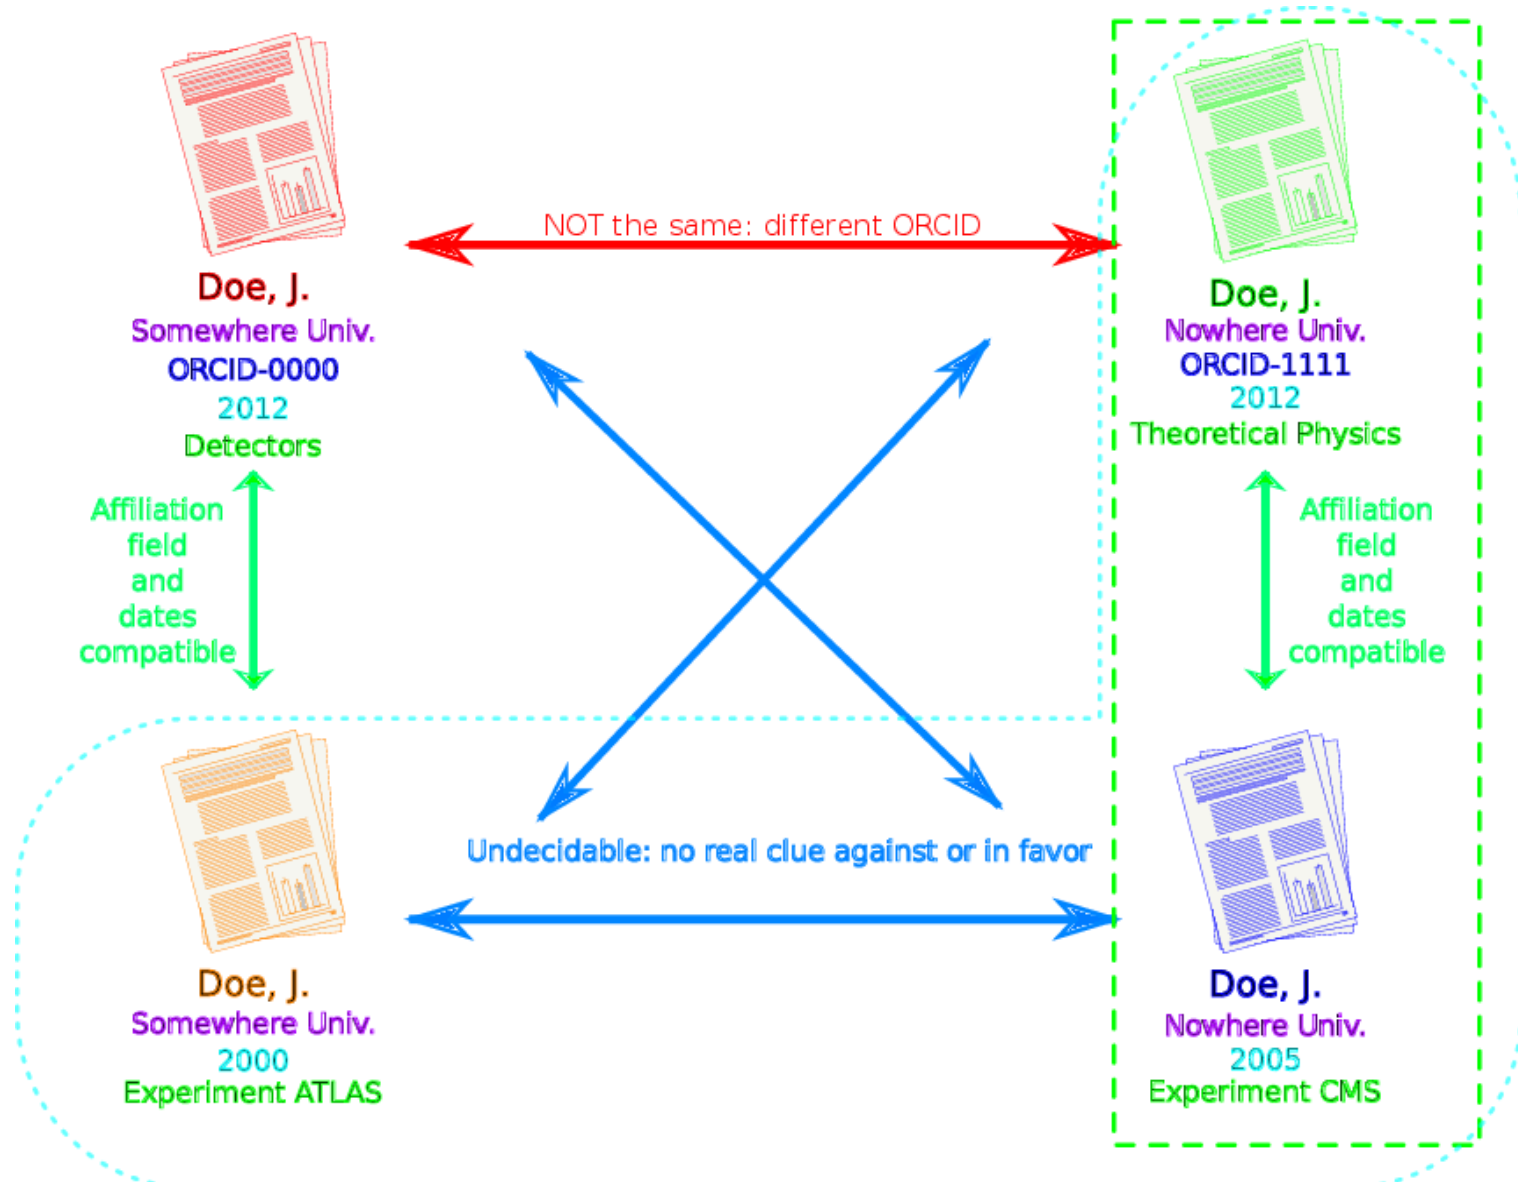 NOT the same: different ORCID
Doe, J.
Somewhere Univ.
ORCID-0000
2012
Detectors
Doe, J.
Nowhere Univ.
ORCID-1111
2012
Theoretical Physics
Affiliation
field
and
dates
compatible
Affiliation
field
and
dates
compatible
Undecidable: no real clue against or in favor
Doe, J.
Somewhere Univ.
2000
Experiment ATLAS
Doe, J.
Nowhere Univ.
2005
Experiment CMS